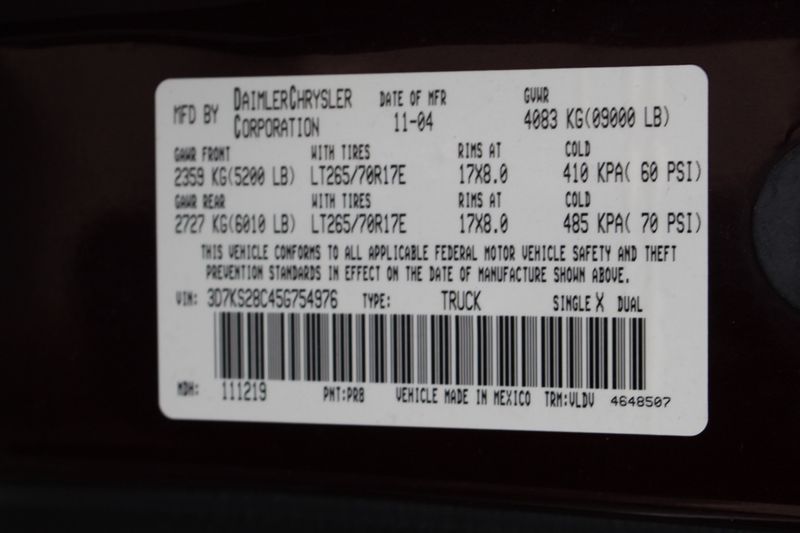 MFD BY DAIMLERCHRYSLER CORPORATION DATE OF MFR 11-04 GVWR 4083 KG(09000 LB)
GAWR FRONT WITH TIRES RIMS AT COLD
2359 KG(5200 LB) LT265/70R17E 17X8.0 410 KPA( 60 PSI)
GAWR REAR WITH TIRES RIMS AT COLD
2727 KG(6010 LB) LT265/70R17E 17X8.0 485 KPA( 70 PSI)
THIS VEHICLE CONFORMS TO ALL APPLICABLE FEDERAL MOTOR VEHICLE SAFETY AND THEFT
PREVENTION STANDARDS IN EFFECT ON THE DATE OF MANUFACTURE SHOWN ABOVE.
VIN: 3D7KS28C45G754976 TYPE: TRUCK SINGLE X DUAL
MDH: 111219 PNT:PR8 VEHICLE MADE IN MEXICO TRM:VLDV 4648507